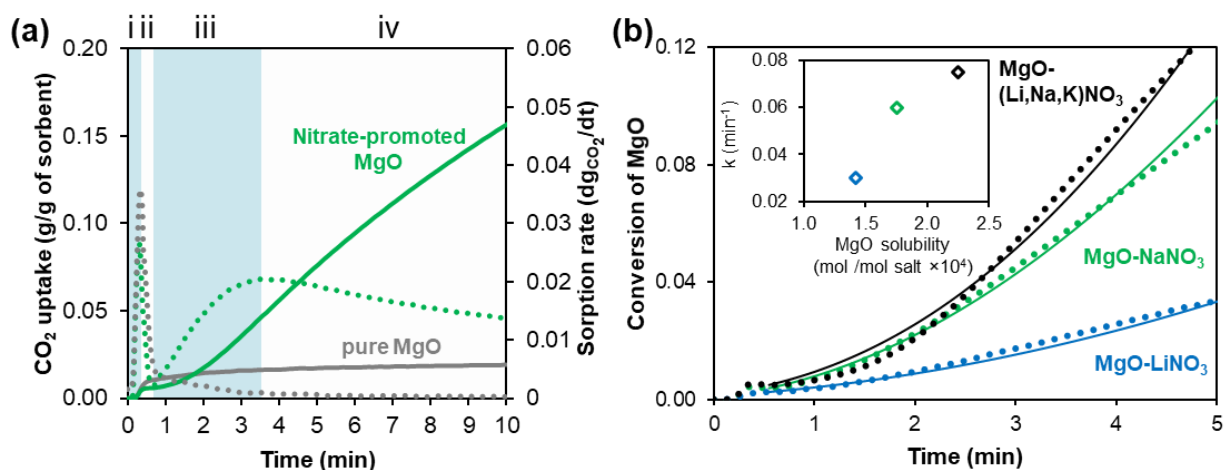 (a)
i ii iii iv
CO2 uptake (g/g of sorbent)
0.20
0.15
0.10
0.05
0.00
Nitrate-promoted
MgO
pure MgO
0.06
0.05
0.04
0.03
0.02
0.01
0
Sorption rate (dgCO2/dt)
0 1 2 3 4 5 6 7 8 9 10
Time (min)
(b)
Conversion of MgO
0.12
0.08
0.04
0.00
k (min-1)
0.08
0.06
0.04
0.02
1.0 1.5 2.0 2.5
MgO solubility
(mol /mol salt ×10⁴)
MgO-
(Li,Na,K)NO3
MgO-NaNO3
MgO-LiNO3
0 1 2 3 4 5
Time (min)